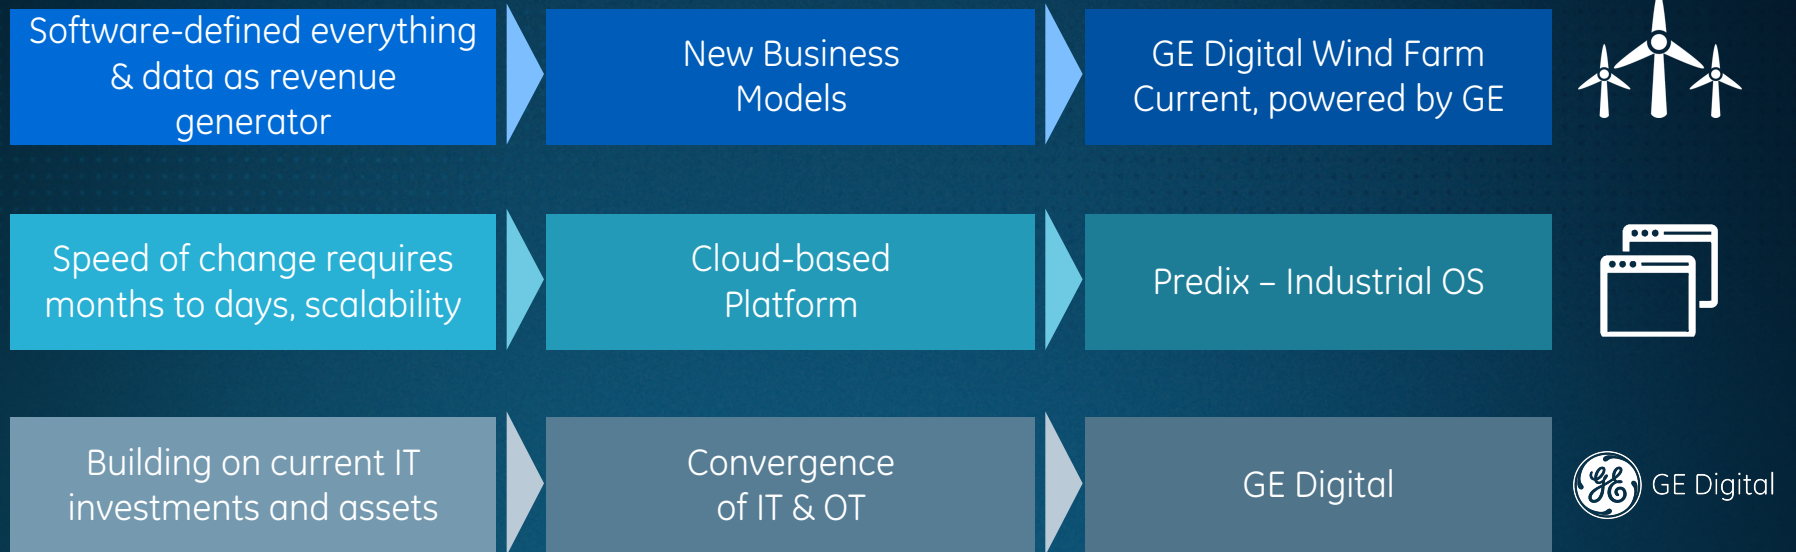 Software-defined everything
& data as revenue
generator
New Business
Models
GE Digital Wind Farm
Current, powered by GE
Speed of change requires
months to days, scalability
Cloud-based
Platform
Predix – Industrial OS
Building on current IT
investments and assets
Convergence
of IT & OT
GE Digital
GE GE Digital